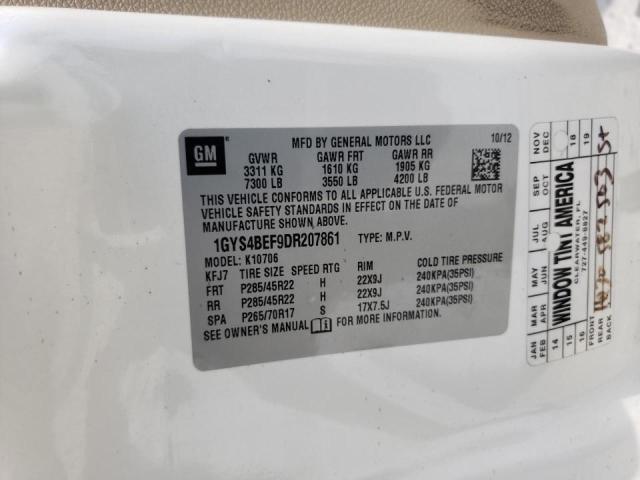 GM
MFD BY GENERAL MOTORS LLC
10/12
GVWR GAWR FRT GAWR RR
3311 KG 1610 KG 1905 KG
7300 LB 3550 LB 4200 LB
THIS VEHICLE CONFORMS TO ALL APPLICABLE U.S. FEDERAL MOTOR
VEHICLE SAFETY STANDARDS IN EFFECT ON THE DATE OF
MANUFACTURE SHOWN ABOVE.
1GYS4BEF9DR207861 TYPE: M.P.V.
MODEL: K10706
KFJ7 TIRE SIZE SPEED RTG RIM COLD TIRE PRESSURE
FRT P285/45R22 H 22X9J 240KPA(35PSI)
RR P285/45R22 H 22X9J 240KPA(35PSI)
SPA P265/70R17 S 17X7.5J 240KPA(35PSI)
SEE OWNER'S MANUAL FOR MORE INFORMATION.
JAN MAR MAY JUL SEP NOV
FEB APR JUN AUG OCT DEC
14 18
15 19
16
WINDOW TINT AMERICA
CLEARWATER, FL
727-449-8827
FRONT
REAR
BACK